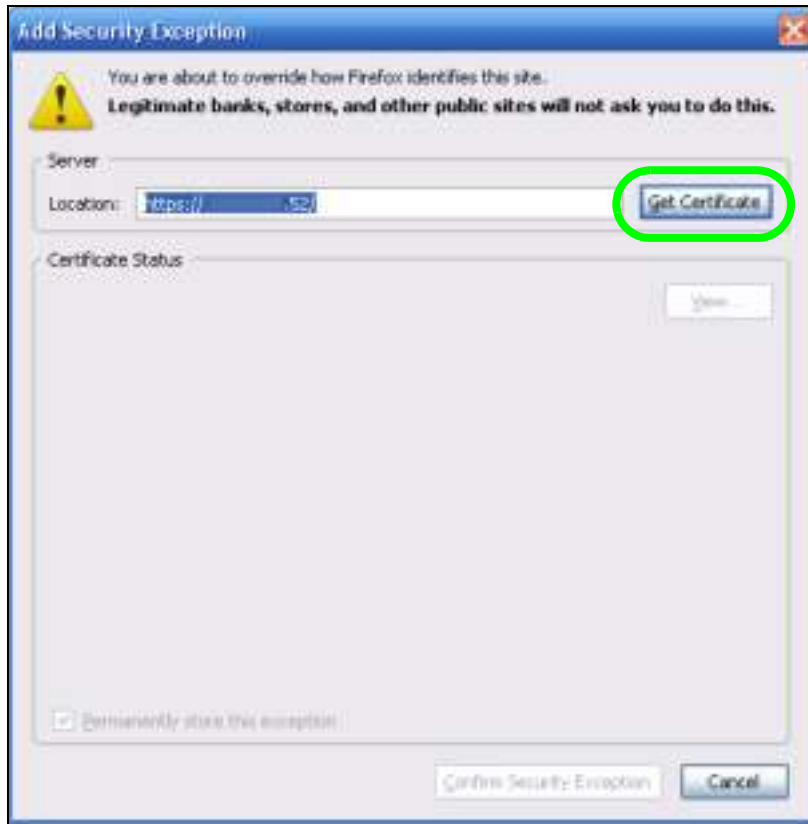 Add Security Exception
You are about to override how Firefox identifies this site.
Legitimate banks, stores, and other public sites will not ask you to do this.
Server
Location: https:// .52/ Get Certificate
Certificate Status
View...
Permanently store this exception
Confirm Security Exception Cancel